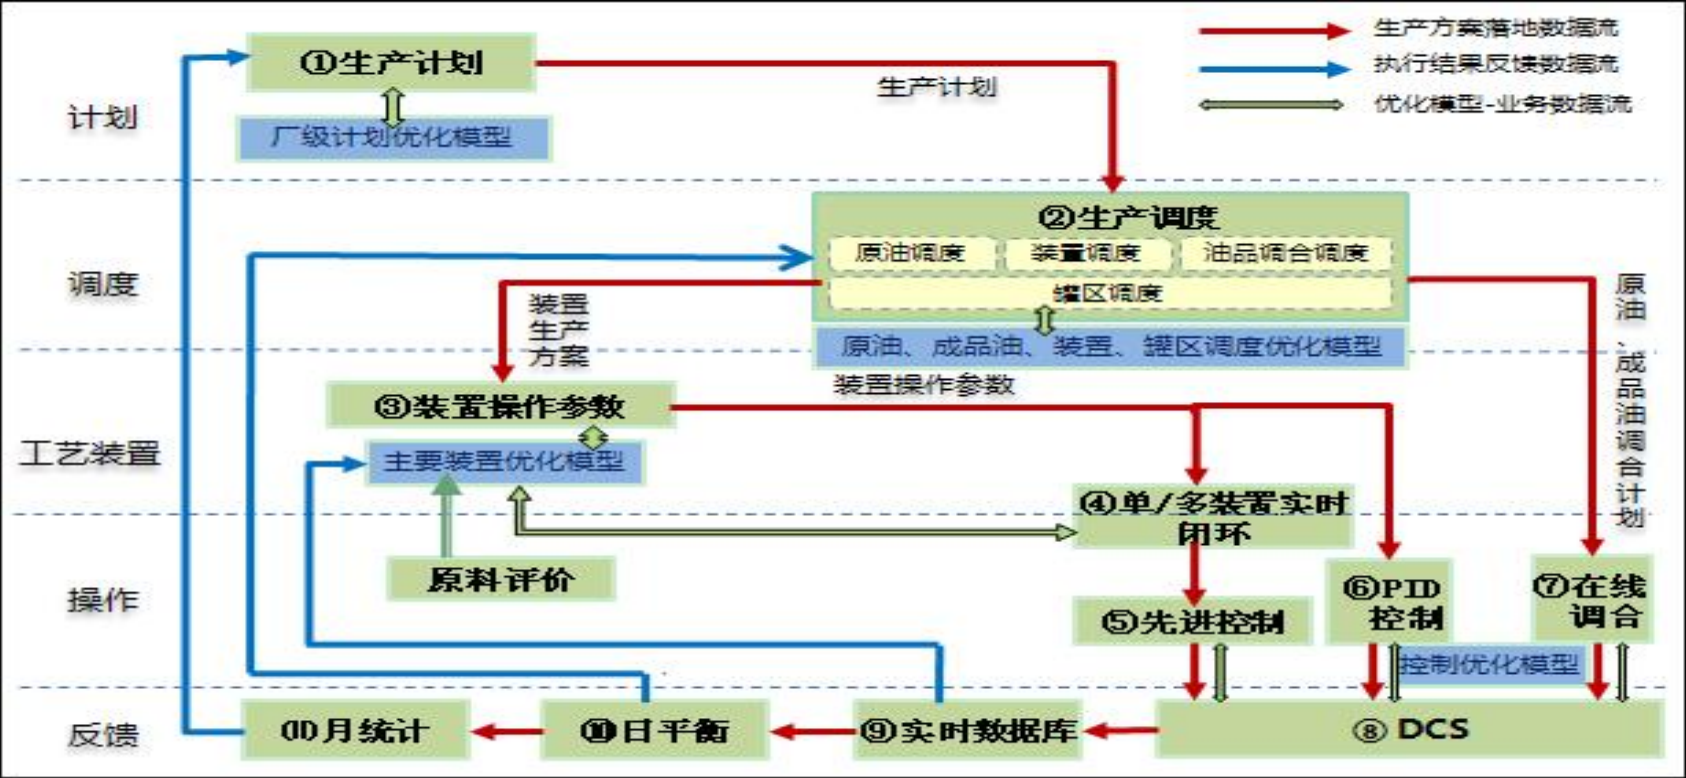 生产方案落地数据流
执行结果反馈数据流
优化模型-业务数据流
计划
①生产计划
厂级计划优化模型
生产计划
调度
②生产调度
原油调度
装置调度
油品调合调度
罐区调度
原油、成品油、装置、罐区调度优化模型
装置
生产
方案
原油、成品油调合计划
工艺装置
③装置操作参数
装置操作参数
主要装置优化模型
④单/多装置实时
闭环
操作
原料评价
⑤先进控制
⑥PID
控制
⑦在线
调合
控制优化模型
反馈
⑪月统计
⑩日平衡
⑨实时数据库
⑧ DCS